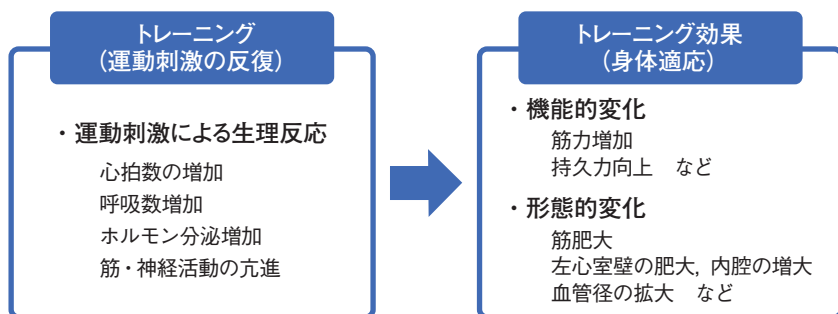 トレーニング
(運動刺激の反復)
・運動刺激による生理反応
心拍数の増加
呼吸数増加
ホルモン分泌増加
筋・神経活動の亢進
トレーニング効果
(身体適応)
・機能的変化
筋力増加
持久力向上　など
・形態的変化
筋肥大
左心室壁の肥大, 内腔の増大
血管径の拡大　など